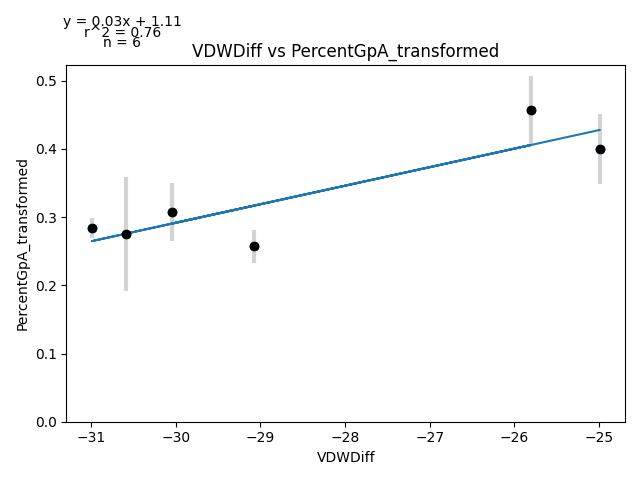 y = 0.03x + 1.11
r^2 = 0.76
n = 6
VDWDiff vs PercentGpA_transformed
PercentGpA_transformed
0.5
0.4
0.3
0.2
0.1
0.0
−31 −30 −29 −28 −27 −26 −25
VDWDiff